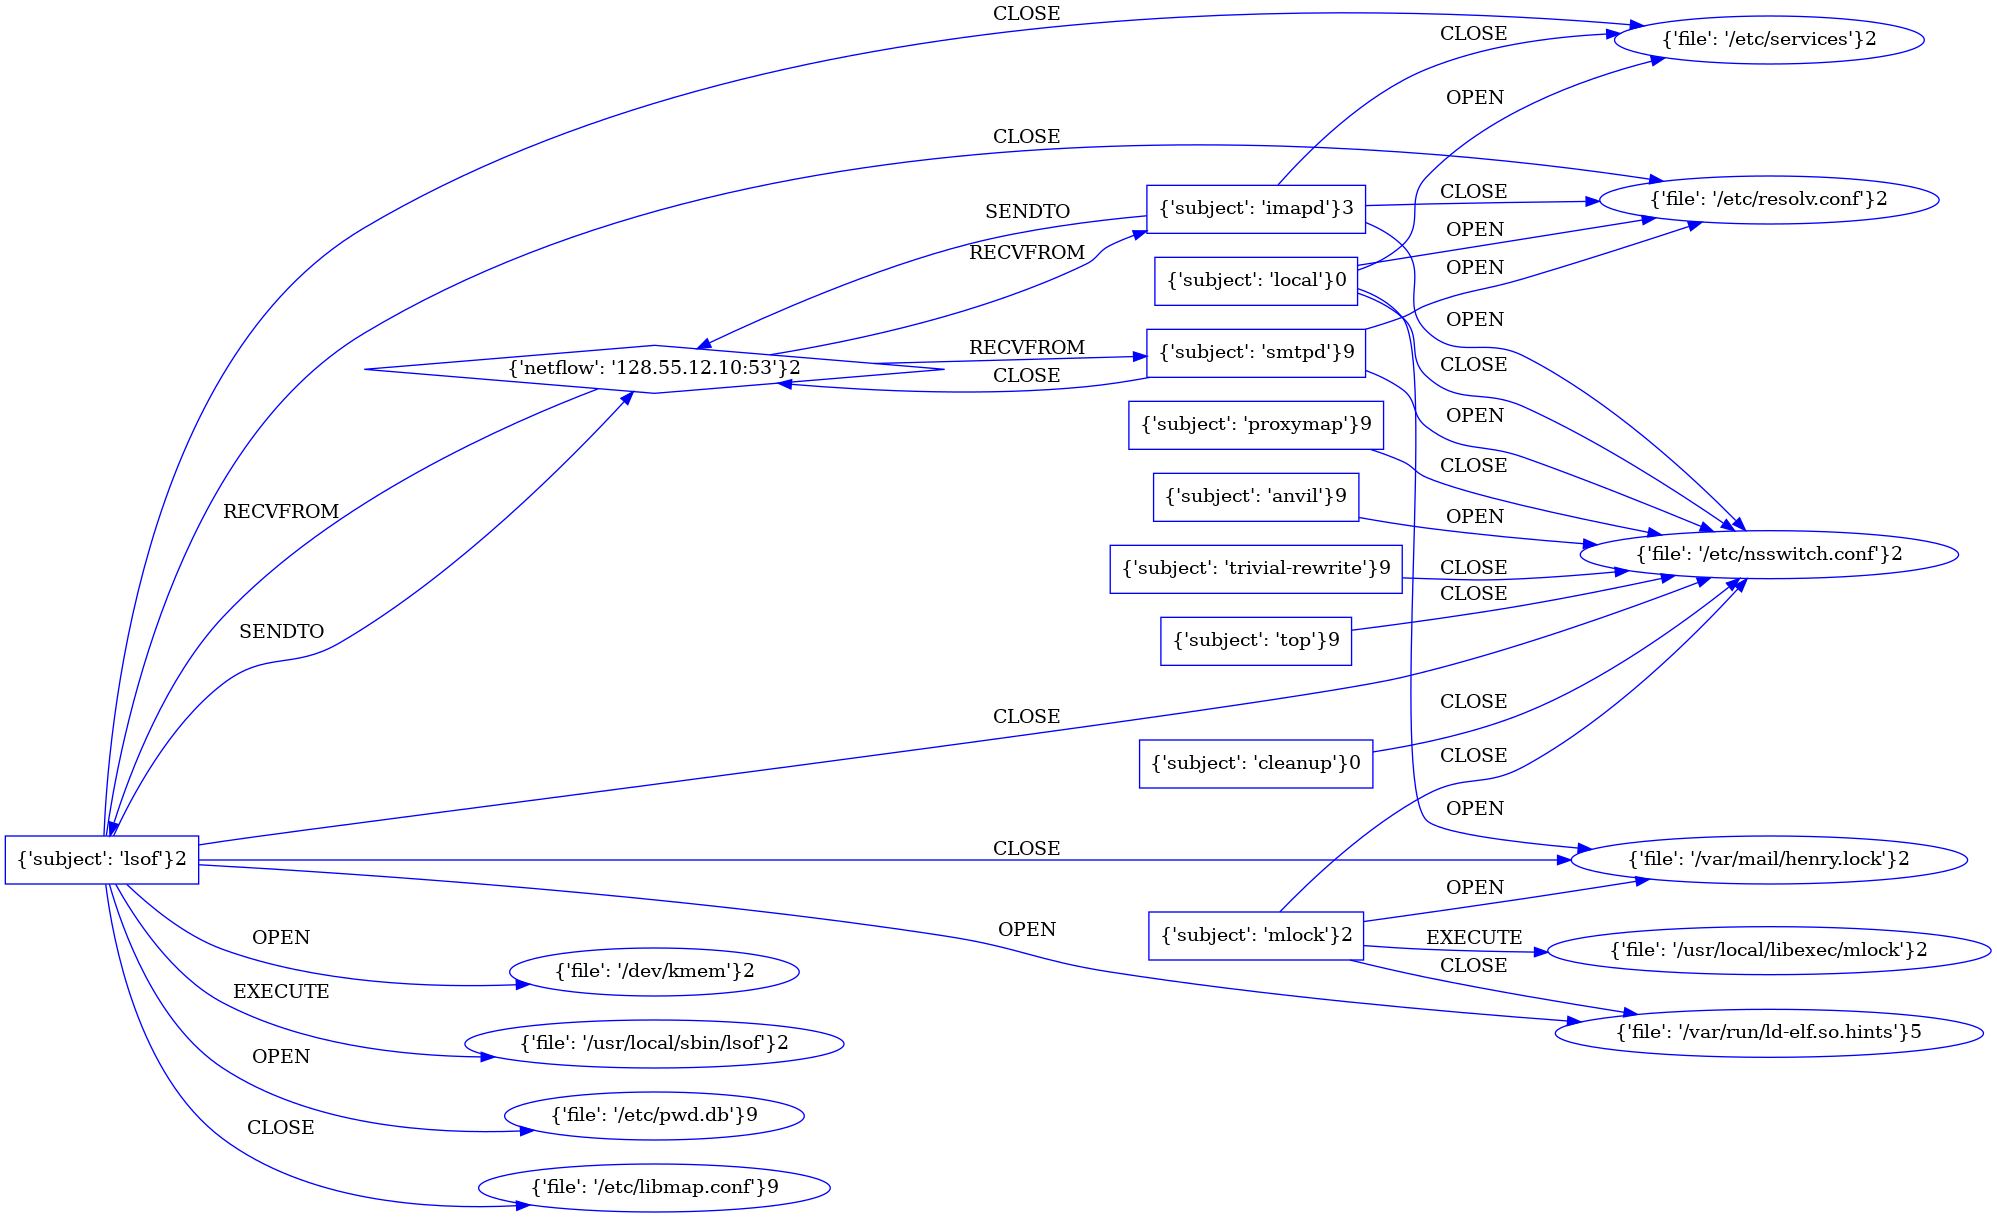 CLOSE
CLOSE
{'file': '/etc/services'}2
OPEN
CLOSE
CLOSE
{'file': '/etc/resolv.conf'}2
{'subject': 'imapd'}3
SENDTO
OPEN
RECVFROM
OPEN
{'subject': 'local'}0
OPEN
RECVFROM
{'subject': 'smtpd'}9
CLOSE
{'netflow': '128.55.12.10:53'}2
CLOSE
OPEN
{'subject': 'proxymap'}9
CLOSE
{'subject': 'anvil'}9
OPEN
RECVFROM
{'file': '/etc/nsswitch.conf'}2
{'subject': 'trivial-rewrite'}9
CLOSE
CLOSE
SENDTO
{'subject': 'top'}9
CLOSE
CLOSE
{'subject': 'cleanup'}0
CLOSE
OPEN
{'subject': 'lsof'}2
CLOSE
{'file': '/var/mail/henry.lock'}2
OPEN
OPEN
OPEN
{'subject': 'mlock'}2
EXECUTE
{'file': '/usr/local/libexec/mlock'}2
CLOSE
{'file': '/dev/kmem'}2
EXECUTE
{'file': '/var/run/ld-elf.so.hints'}5
{'file': '/usr/local/sbin/lsof'}2
OPEN
{'file': '/etc/pwd.db'}9
CLOSE
{'file': '/etc/libmap.conf'}9